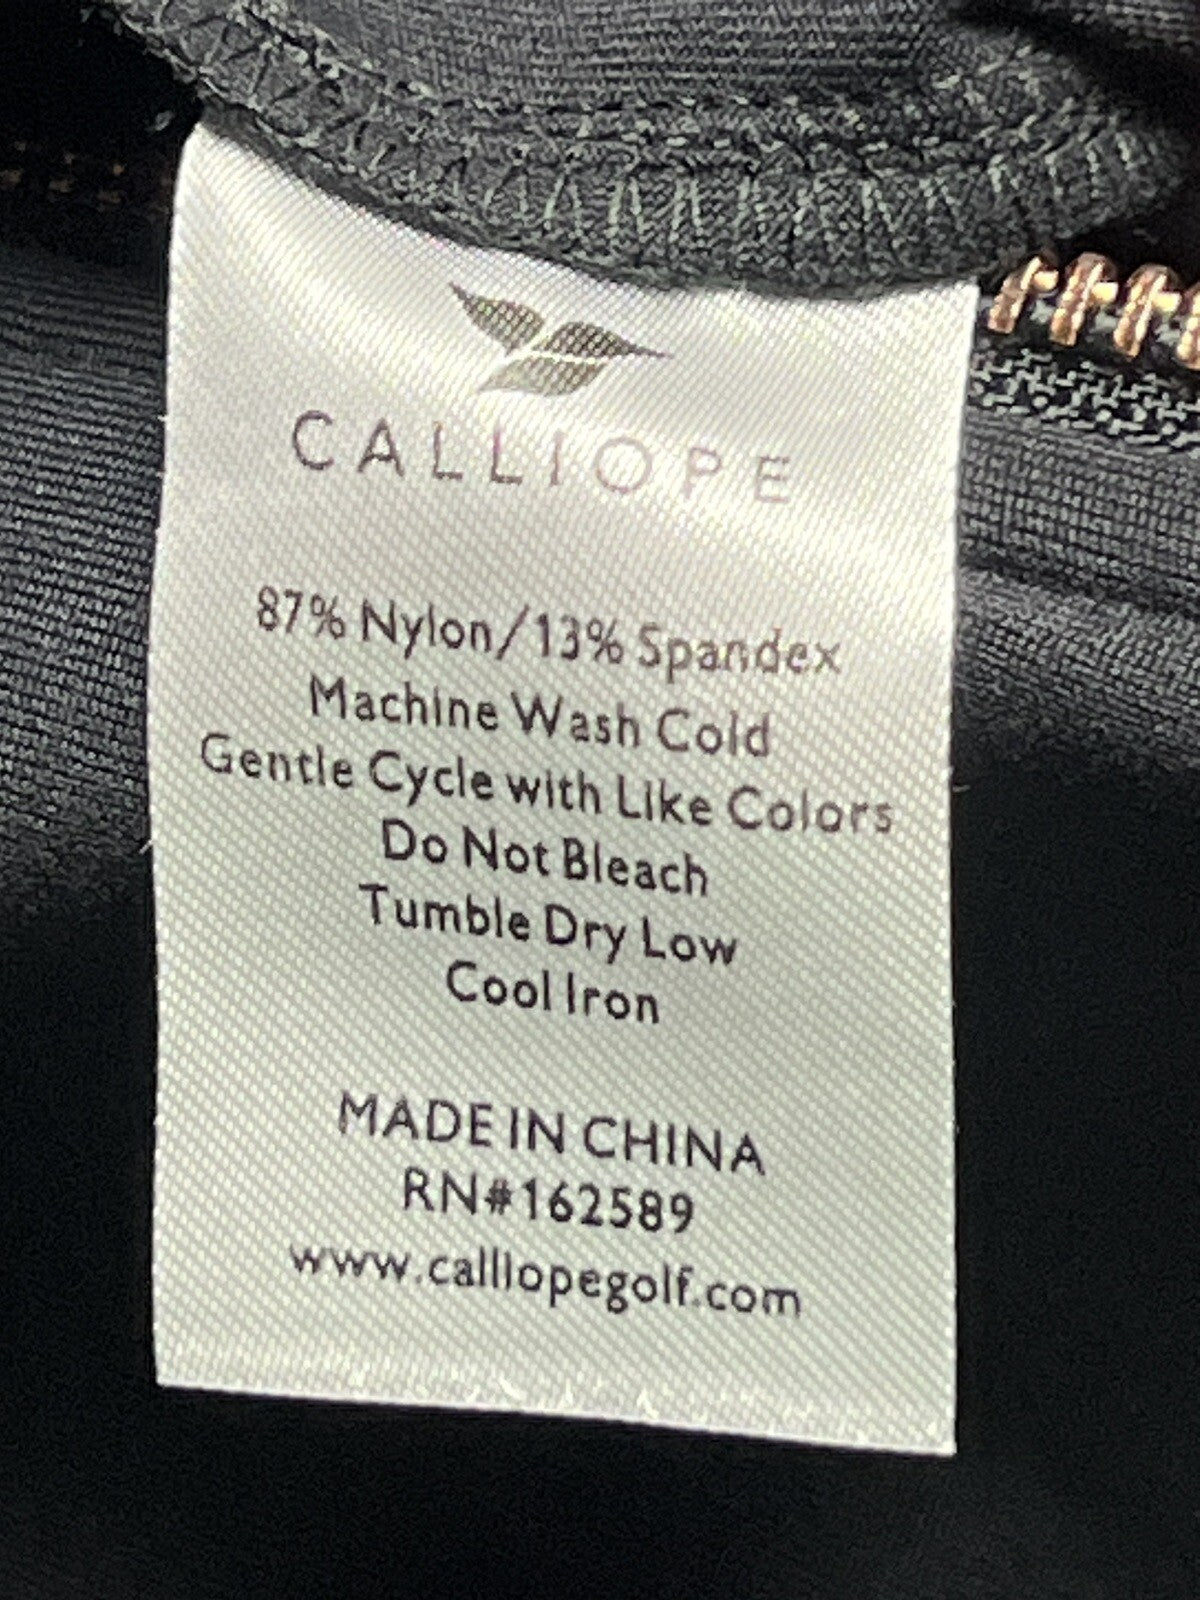 CALLIOPE
87% Nylon/13% Spandex
Machine Wash Cold
Gentle Cycle with Like Colors
Do Not Bleach
Tumble Dry Low
Cool Iron
MADE IN CHINA
RN#162589
www.calliopegolf.com